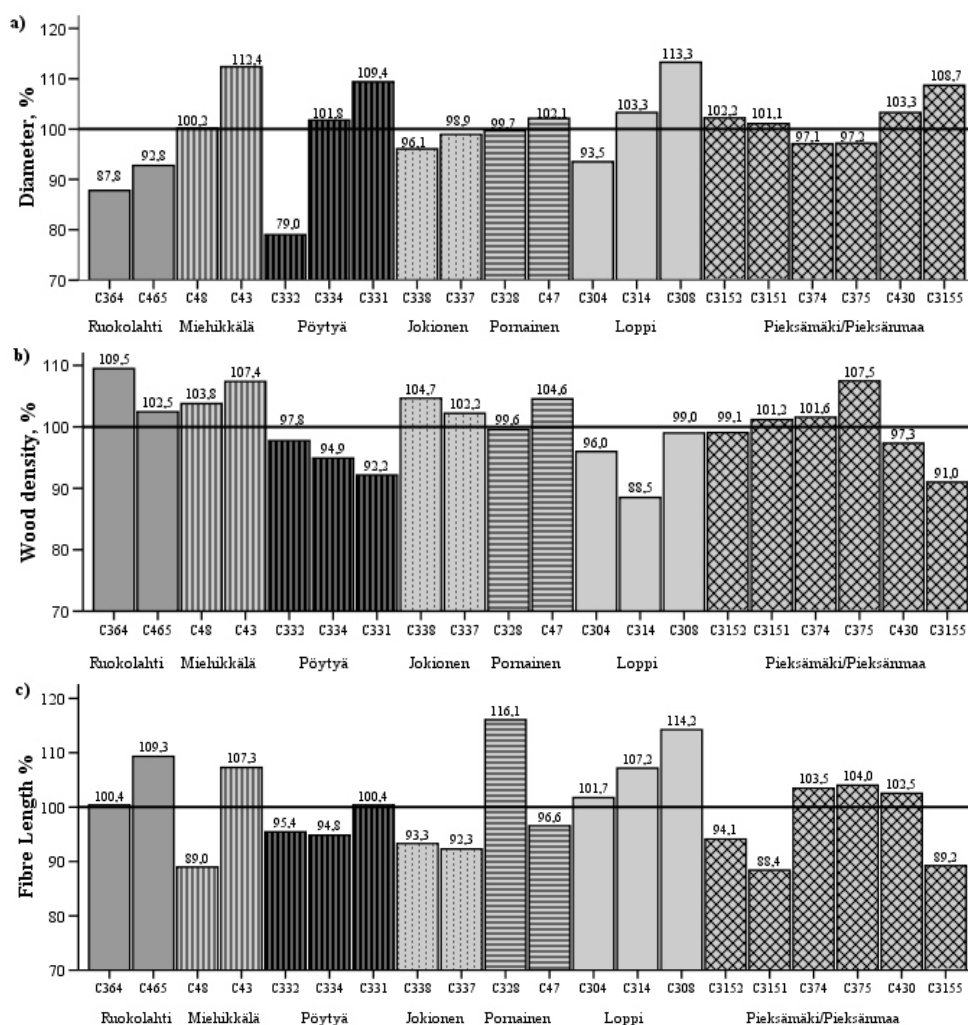 a)
Diameter, %
120
110
100
90
80
70
87,8 92,8 100,2 112,4 79,0 101,8 109,4 96,1 98,9 99,7 102,1 93,5 103,3 113,3 102,2 101,1 97,1 97,2 103,3 108,7
C364 C465 C48 C43 C332 C334 C331 C338 C337 C328 C47 C304 C314 C308 C3152 C3151 C374 C375 C430 C3155
Ruokolahti Miehikkälä Pöytyä Jokionen Pornainen Loppi Pieksämäki/Pieksänmaa
b)
Wood density, %
110
100
90
80
70
109,5 102,5 103,8 107,4 97,8 94,9 92,2 104,7 102,2 99,6 104,6 96,0 88,5 99,0 99,1 101,2 101,6 107,5 97,3 91,0
C364 C465 C48 C43 C332 C334 C331 C338 C337 C328 C47 C304 C314 C308 C3152 C3151 C374 C375 C430 C3155
Ruokolahti Miehikkälä Pöytyä Jokionen Pornainen Loppi Pieksämäki/Pieksänmaa
c)
Fibre Length %
120
110
100
90
80
70
100,4 109,3 89,0 107,3 95,4 94,8 100,4 93,3 92,3 116,1 96,6 101,7 107,2 114,2 94,1 88,4 103,5 104,0 102,5 89,2
C364 C465 C48 C43 C332 C334 C331 C338 C337 C328 C47 C304 C314 C308 C3152 C3151 C374 C375 C430 C3155
Ruokolahti Miehikkälä Pöytyä Jokionen Pornainen Loppi Pieksämäki/Pieksänmaa